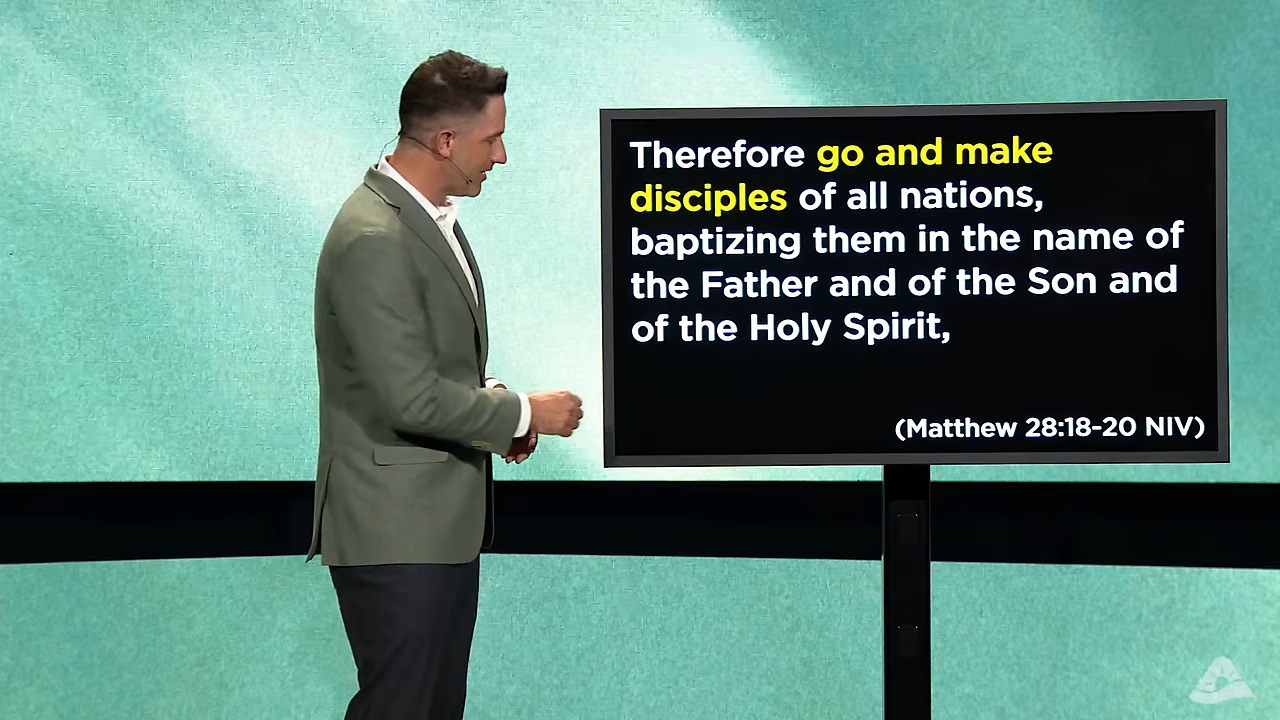 Therefore go and make
disciples of all nations,
baptizing them in the name of
the Father and of the Son and
of the Holy Spirit,
(Matthew 28:18-20 NIV)